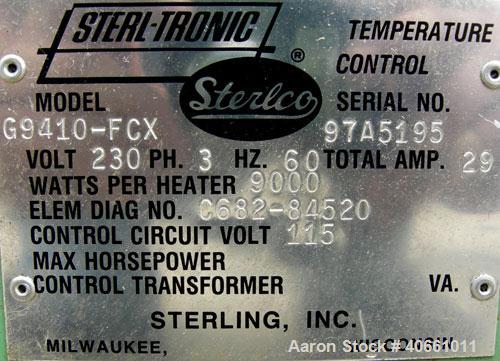 STERL-TRONIC
TEMPERATURE
CONTROL
Sterlco ®
MODEL
SERIAL NO.
G9410-FCX
97A5195
VOLT 230 PH. 3 HZ. 60 TOTAL AMP. 29
WATTS PER HEATER 9000
ELEM DIAG NO. C682-84520
CONTROL CIRCUIT VOLT 115
MAX HORSEPOWER
CONTROL TRANSFORMER VA.
STERLING, INC.
MILWAUKEE,
Aaron Stock # 40661011